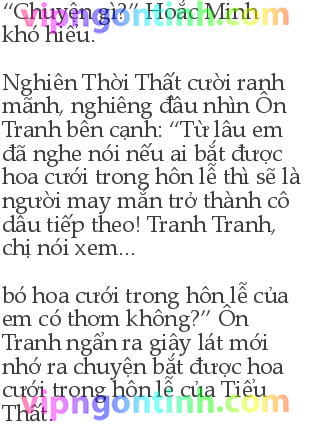 “Chuyện gì?” Hoắc Minh
vipngontinh.com
khó hiểu.
Nghiên Thời Thất cười ranh
mãnh, nghiêng đầu nhìn Ôn
Tranh bên cạnh: “Từ lâu em
đã nghe nói nếu ai bắt được
hoa cưới trong hôn lễ thì sẽ là
người may mắn trở thành cô
dâu tiếp theo! Tranh Tranh,
chị nói xem...
bó hoa cưới trong hôn lễ của
em có thơm không?” Ôn
Tranh ngẩn ra giây lát mới
nhớ ra chuyện bắt được hoa
cưới trong hôn lễ của Tiểu
vipngontinh.com
Thất.